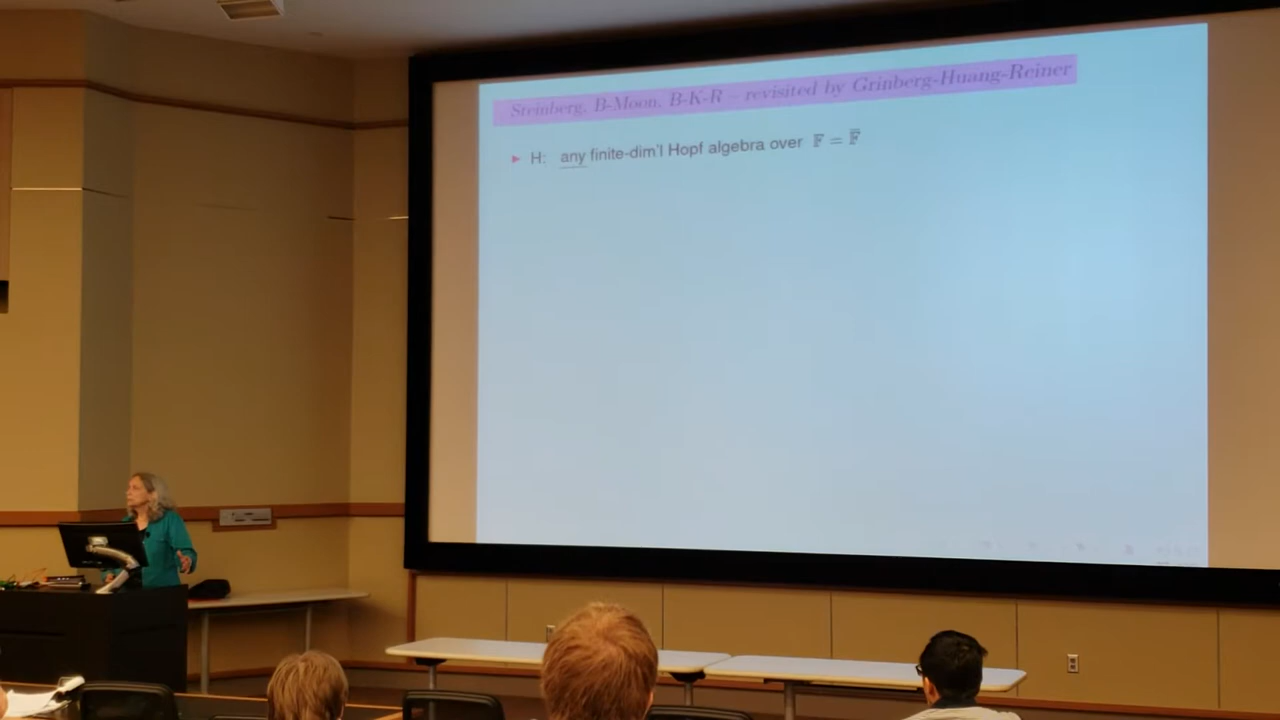 Steinberg, B-Moon, B-K-R – revisited by Grinberg-Huang-Reiner
► H: any finite-dim'l Hopf algebra over 𝔽 = 𝔽̅